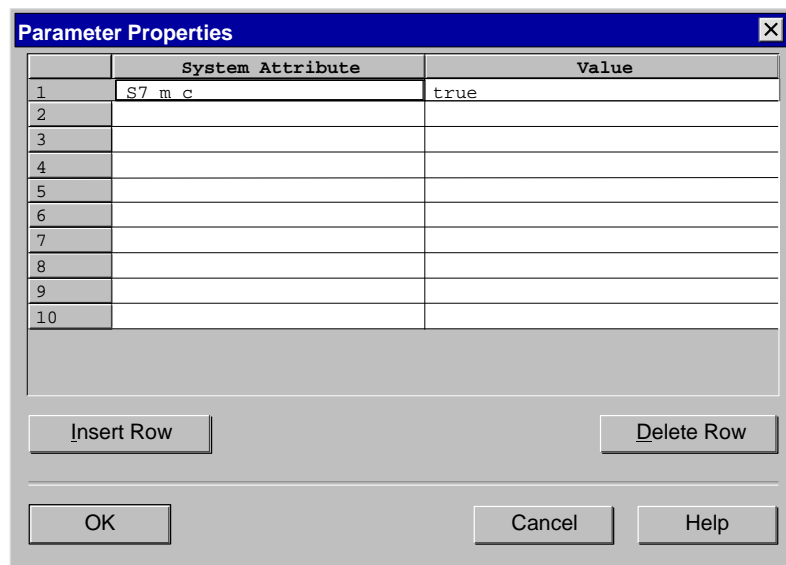 Parameter Properties
System Attribute Value
1 S7 m c true
2
3
4
5
6
7
8
9
10
Insert Row Delete Row
OK Cancel Help